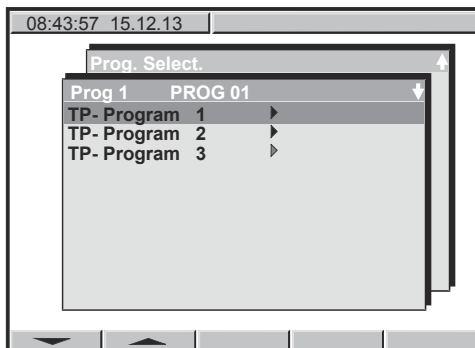 08:43:57 15.12.13
Prog. Select.
Prog 1 PROG 01
TP- Program 1
TP- Program 2
TP- Program 3